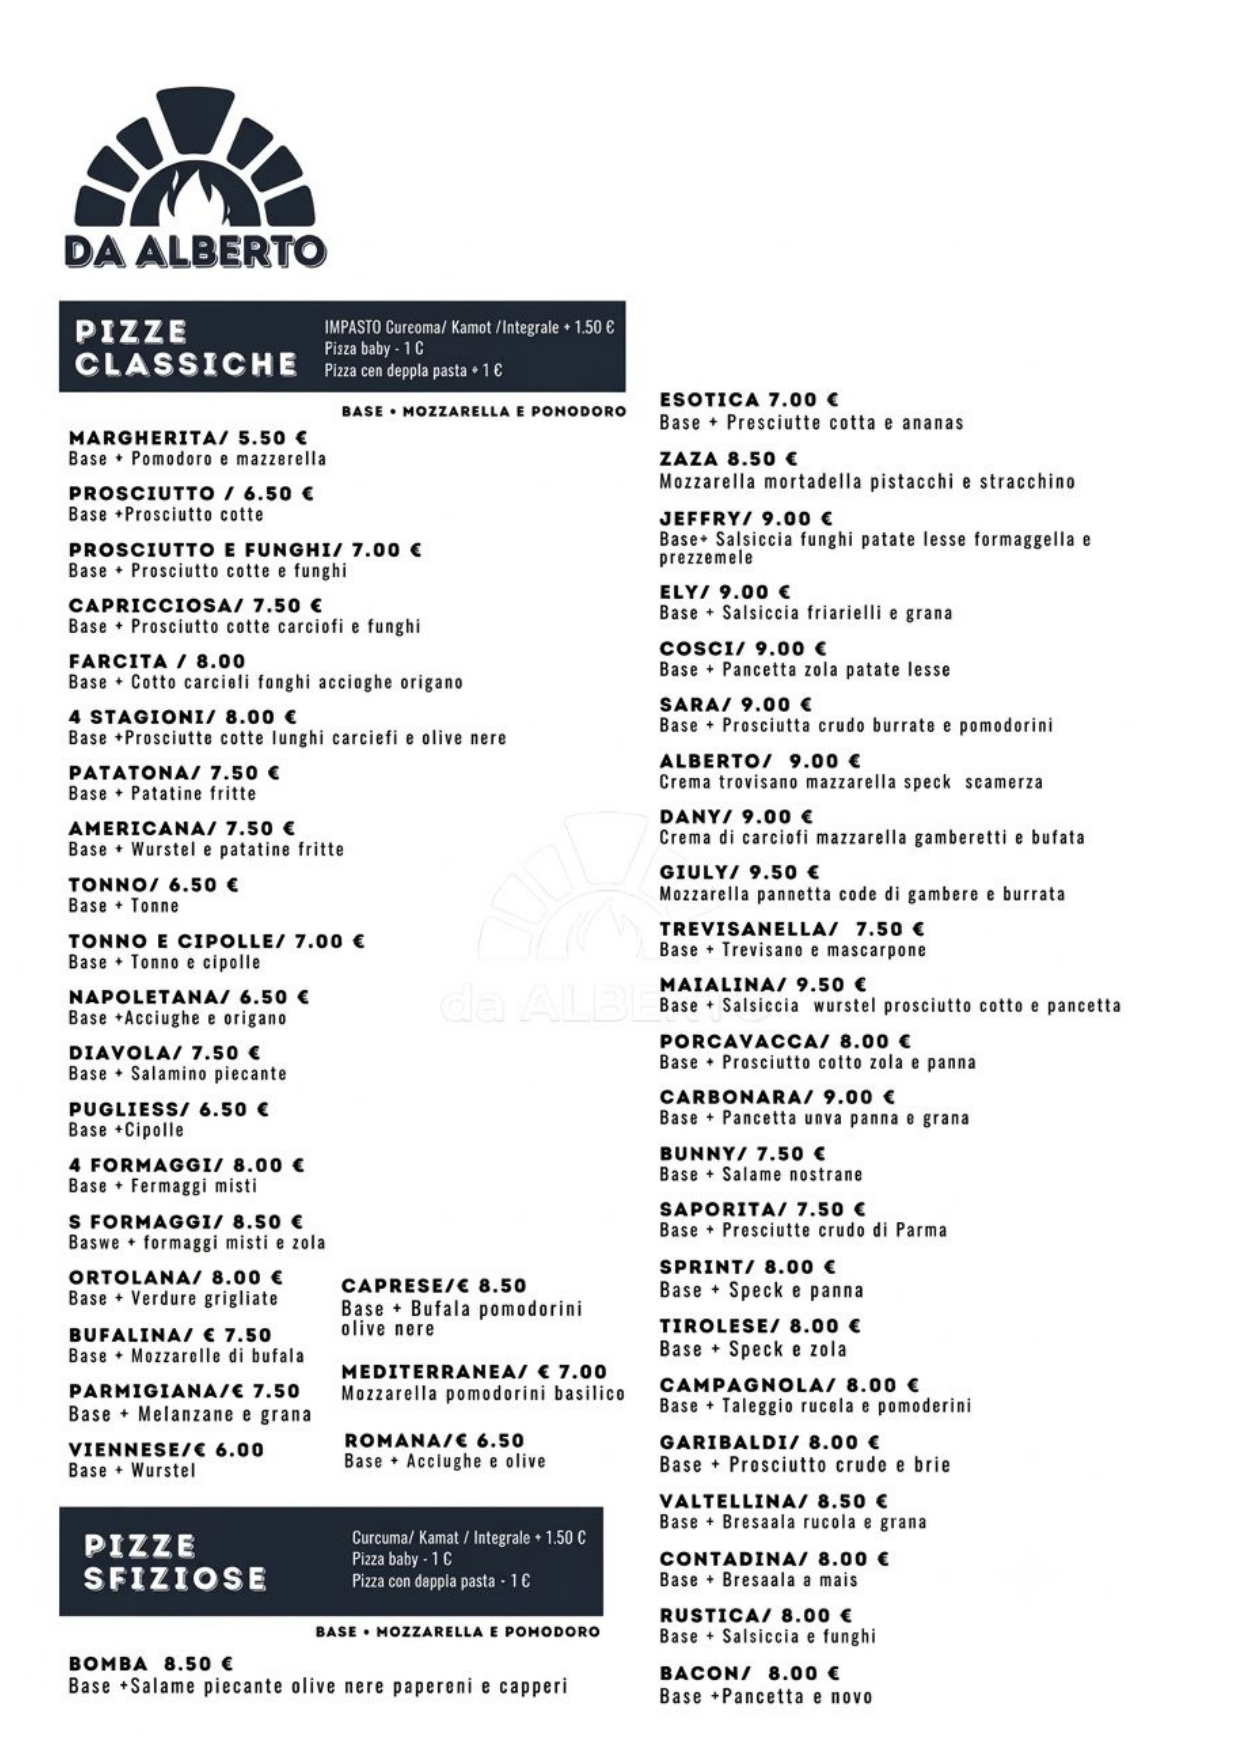 DA ALBERTO
PIZZE
CLASSICHE
IMPASTO Cureoma/ Kamot /Integrale + 1.50 €
Pisza baby - 1 C
Pizza cen deppla pasta + 1 €
BASE • MOZZARELLA E PONODORO
MARGHERITA/ 5.50 €
Base + Pomodoro e mazzerella
PROSCIUTTO / 6.50 €
Base +Prosciutto cotte
PROSCIUTTO E FUNGHI/ 7.00 €
Base + Prosciutto cotte e funghi
CAPRICCIOSA/ 7.50 €
Base + Prosciutto cotte carciofi e funghi
FARCITA / 8.00
Base + Cotto carcioli fonghi accioghe origano
4 STAGIONI/ 8.00 €
Base +Prosciutte cotte lunghi carciefi e olive nere
PATATONA/ 7.50 €
Base + Patatine fritte
AMERICANA/ 7.50 €
Base + Wurstel e patatine fritte
TONNO/ 6.50 €
Base + Tonne
TONNO E CIPOLLE/ 7.00 €
Base + Tonno e cipolle
NAPOLETANA/ 6.50 €
Base +Acciughe e origano
DIAVOLA/ 7.50 €
Base + Salamino piecante
PUGLIESS/ 6.50 €
Base +Cipolle
4 FORMAGGI/ 8.00 €
Base + Fermaggi misti
S FORMAGGI/ 8.50 €
Baswe + formaggi misti e zola
ORTOLANA/ 8.00 €
Base + Verdure grigliate
BUFALINA/ € 7.50
Base + Mozzarolle di bufala
PARMIGIANA/€ 7.50
Base + Melanzane e grana
VIENNESE/€ 6.00
Base + Wurstel
CAPRESE/€ 8.50
Base + Bufala pomodorini
olive nere
MEDITERRANEA/ € 7.00
Mozzarella pomodorini basilico
ROMANA/€ 6.50
Base + Acclughe e olive
PIZZE
SFIZIOSE
Curcuma/ Kamat / Integrale + 1.50 C
Pizza baby - 1 C
Pizza con dappla pasta - 1 €
BASE • MOZZARELLA E POMODORO
BOMBA 8.50 €
Base +Salame piecante olive nere paperoni e capperi
ESOTICA 7.00 €
Base + Presciutte cotta e ananas
ZAZA 8.50 €
Mozzarella mortadella pistacchi e stracchino
JEFFRY/ 9.00 €
Base+ Salsiccia funghi patate lesse formaggella e
prezzemele
ELY/ 9.00 €
Base + Salsiccia friarielli e grana
COSCI/ 9.00 €
Base + Pancetta zola patate lesse
SARA/ 9.00 €
Base + Prosciutta crudo burrate e pomodorini
ALBERTO/ 9.00 €
Crema trovisano mazzarella speck scamerza
DANY/ 9.00 €
Crema di carciofi mazzarella gamberetti e bufata
GIULY/ 9.50 €
Mozzarella pannetta code di gambere e burrata
TREVISANELLA/ 7.50 €
Base + Trevisano e mascarpone
MAIALINA/ 9.50 €
Base + Salsiccia wurstel prosciutto cotto e pancetta
PORCAVACCA/ 8.00 €
Base + Prosciutto cotto zola e panna
CARBONARA/ 9.00 €
Base + Pancetta unva panna e grana
BUNNY/ 7.50 €
Base + Salame nostrane
SAPORITA/ 7.50 €
Base + Presciutte crudo di Parma
SPRINT/ 8.00 €
Base + Speck e panna
TIROLESE/ 8.00 €
Base + Speck e zola
CAMPAGNOLA/ 8.00 €
Base + Taleggio rucela e pomoderini
GARIBALDI/ 8.00 €
Base + Prosciutto crude e brie
VALTELLINA/ 8.50 €
Base + Bresaala rucola e grana
CONTADINA/ 8.00 €
Base + Bresaala a mais
RUSTICA/ 8.00 €
Base + Salsiccia e funghi
BACON/ 8.00 €
Base +Pancetta e novo
da ALBERTO